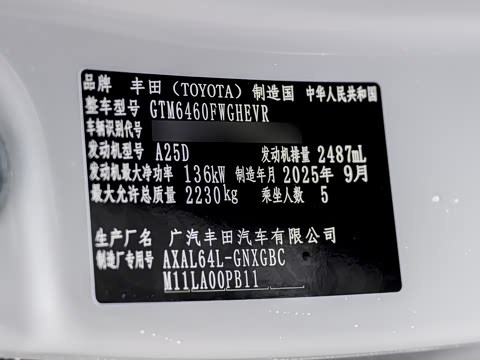 品牌 丰田（TOYOTA）制造国 中华人民共和国
整车型号 GTM6460FWGHEVR
车辆识别代号
发动机型号 A25D 发动机排量 2487mL
发动机最大净功率 136kW 制造年月 2025年 9月
最大允许总质量 2230kg 乘坐人数 5
生产厂名 广汽丰田汽车有限公司
制造厂专用号 AXAL64L-GNXGBC
M11LA00PB11